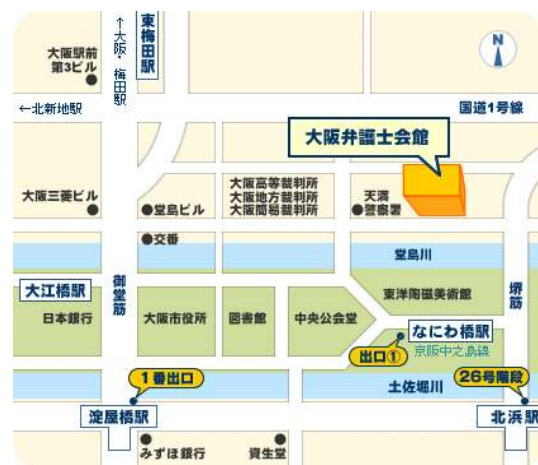 ↑大阪・梅田駅
東梅田駅
大阪駅前
第3ビル
N
←北新地駅
国道1号線
大阪弁護士会館
大阪三菱ビル
堂島ビル
大阪高等裁判所
大阪地方裁判所
大阪簡易裁判所
天満
警察署
交番
堂島川
大江橋駅
御堂筋
東洋陶磁美術館
堺筋
日本銀行
大阪市役所
図書館
中央公会堂
なにわ橋駅
出口①
京阪中之島線
1番出口
土佐堀川
26号階段
淀屋橋駅
北浜駅
みずほ銀行
資生堂